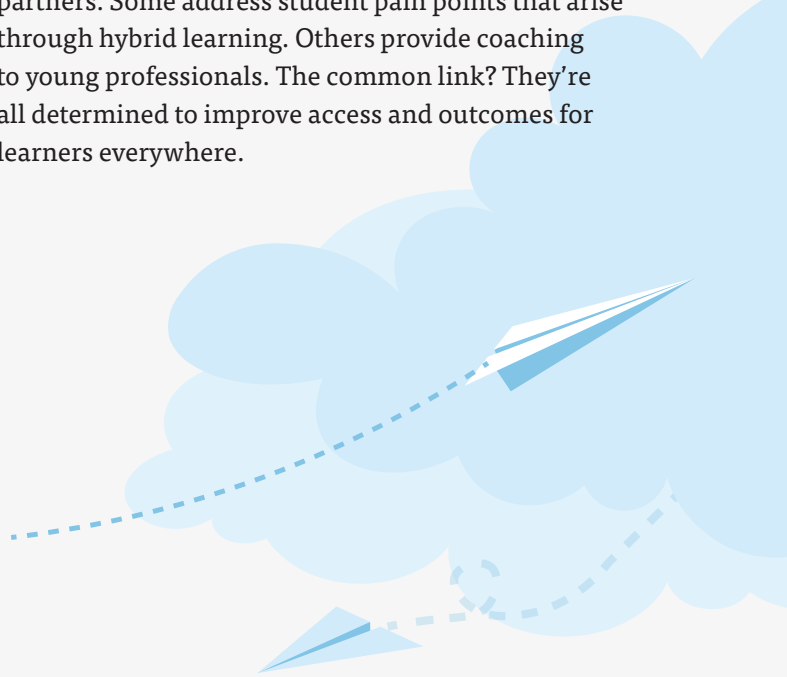 partners. Some address student pain points that arise
through hybrid learning. Others provide coaching
to young professionals. The common link? They’re
all determined to improve access and outcomes for
learners everywhere.